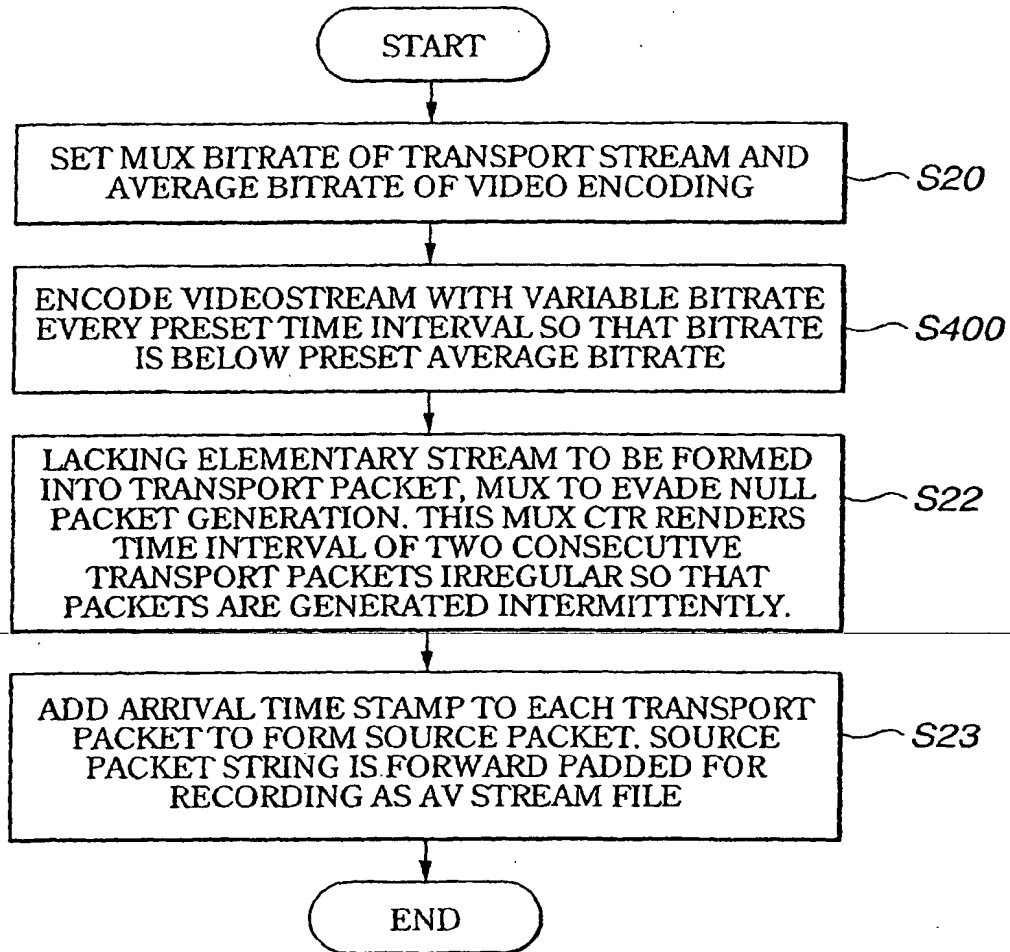 START
SET MUX BITRATE OF TRANSPORT STREAM AND
AVERAGE BITRATE OF VIDEO ENCODING
S20
ENCODE VIDEOSTREAM WITH VARIABLE BITRATE
EVERY PRESET TIME INTERVAL SO THAT BITRATE
IS BELOW PRESET AVERAGE BITRATE
S400
LACKING ELEMENTARY STREAM TO BE FORMED
INTO TRANSPORT PACKET, MUX TO EVADE NULL
PACKET GENERATION. THIS MUX CTR RENDERS
TIME INTERVAL OF TWO CONSECUTIVE
TRANSPORT PACKETS IRREGULAR SO THAT
PACKETS ARE GENERATED INTERMITTENTLY.
S22
ADD ARRIVAL TIME STAMP TO EACH TRANSPORT
PACKET TO FORM SOURCE PACKET. SOURCE
PACKET STRING IS FORWARD PADDED FOR
RECORDING AS AV STREAM FILE
S23
END